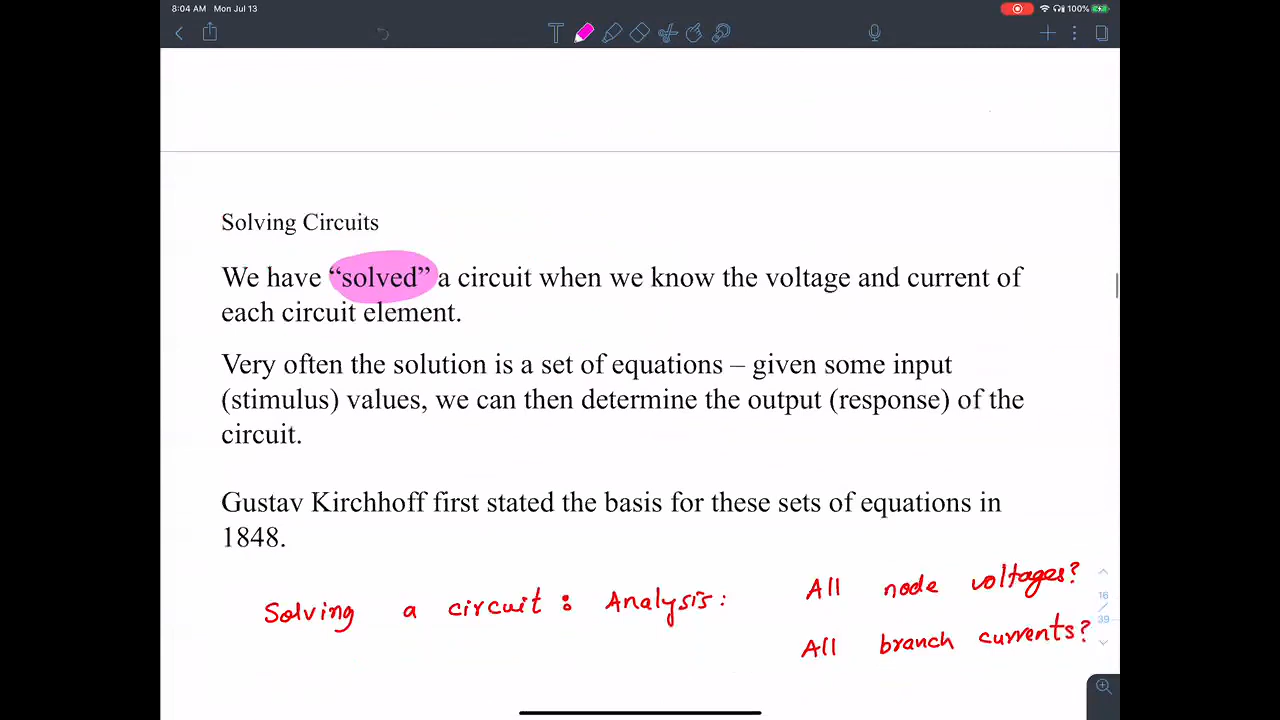 8:04 AM Mon Jul 13
100%
T
Solving Circuits
We have “solved” a circuit when we know the voltage and current of
each circuit element.
Very often the solution is a set of equations – given some input
(stimulus) values, we can then determine the output (response) of the
circuit.
Gustav Kirchhoff first stated the basis for these sets of equations in
1848.
Solving a circuit : Analysis : All node voltages?
All branch currents?
16
/
39